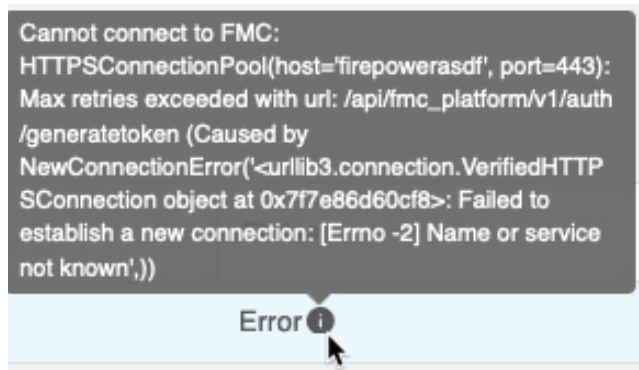 Cannot connect to FMC:
HTTPSConnectionPool(host='firepowerasdf', port=443):
Max retries exceeded with url: /api/fmc_platform/v1/auth
/generatetoken (Caused by
NewConnectionError('<urllib3.connection.VerifiedHTTP
SConnection object at 0x7f7e86d60cf8>: Failed to
establish a new connection: [Errno -2] Name or service
not known',))
Error i